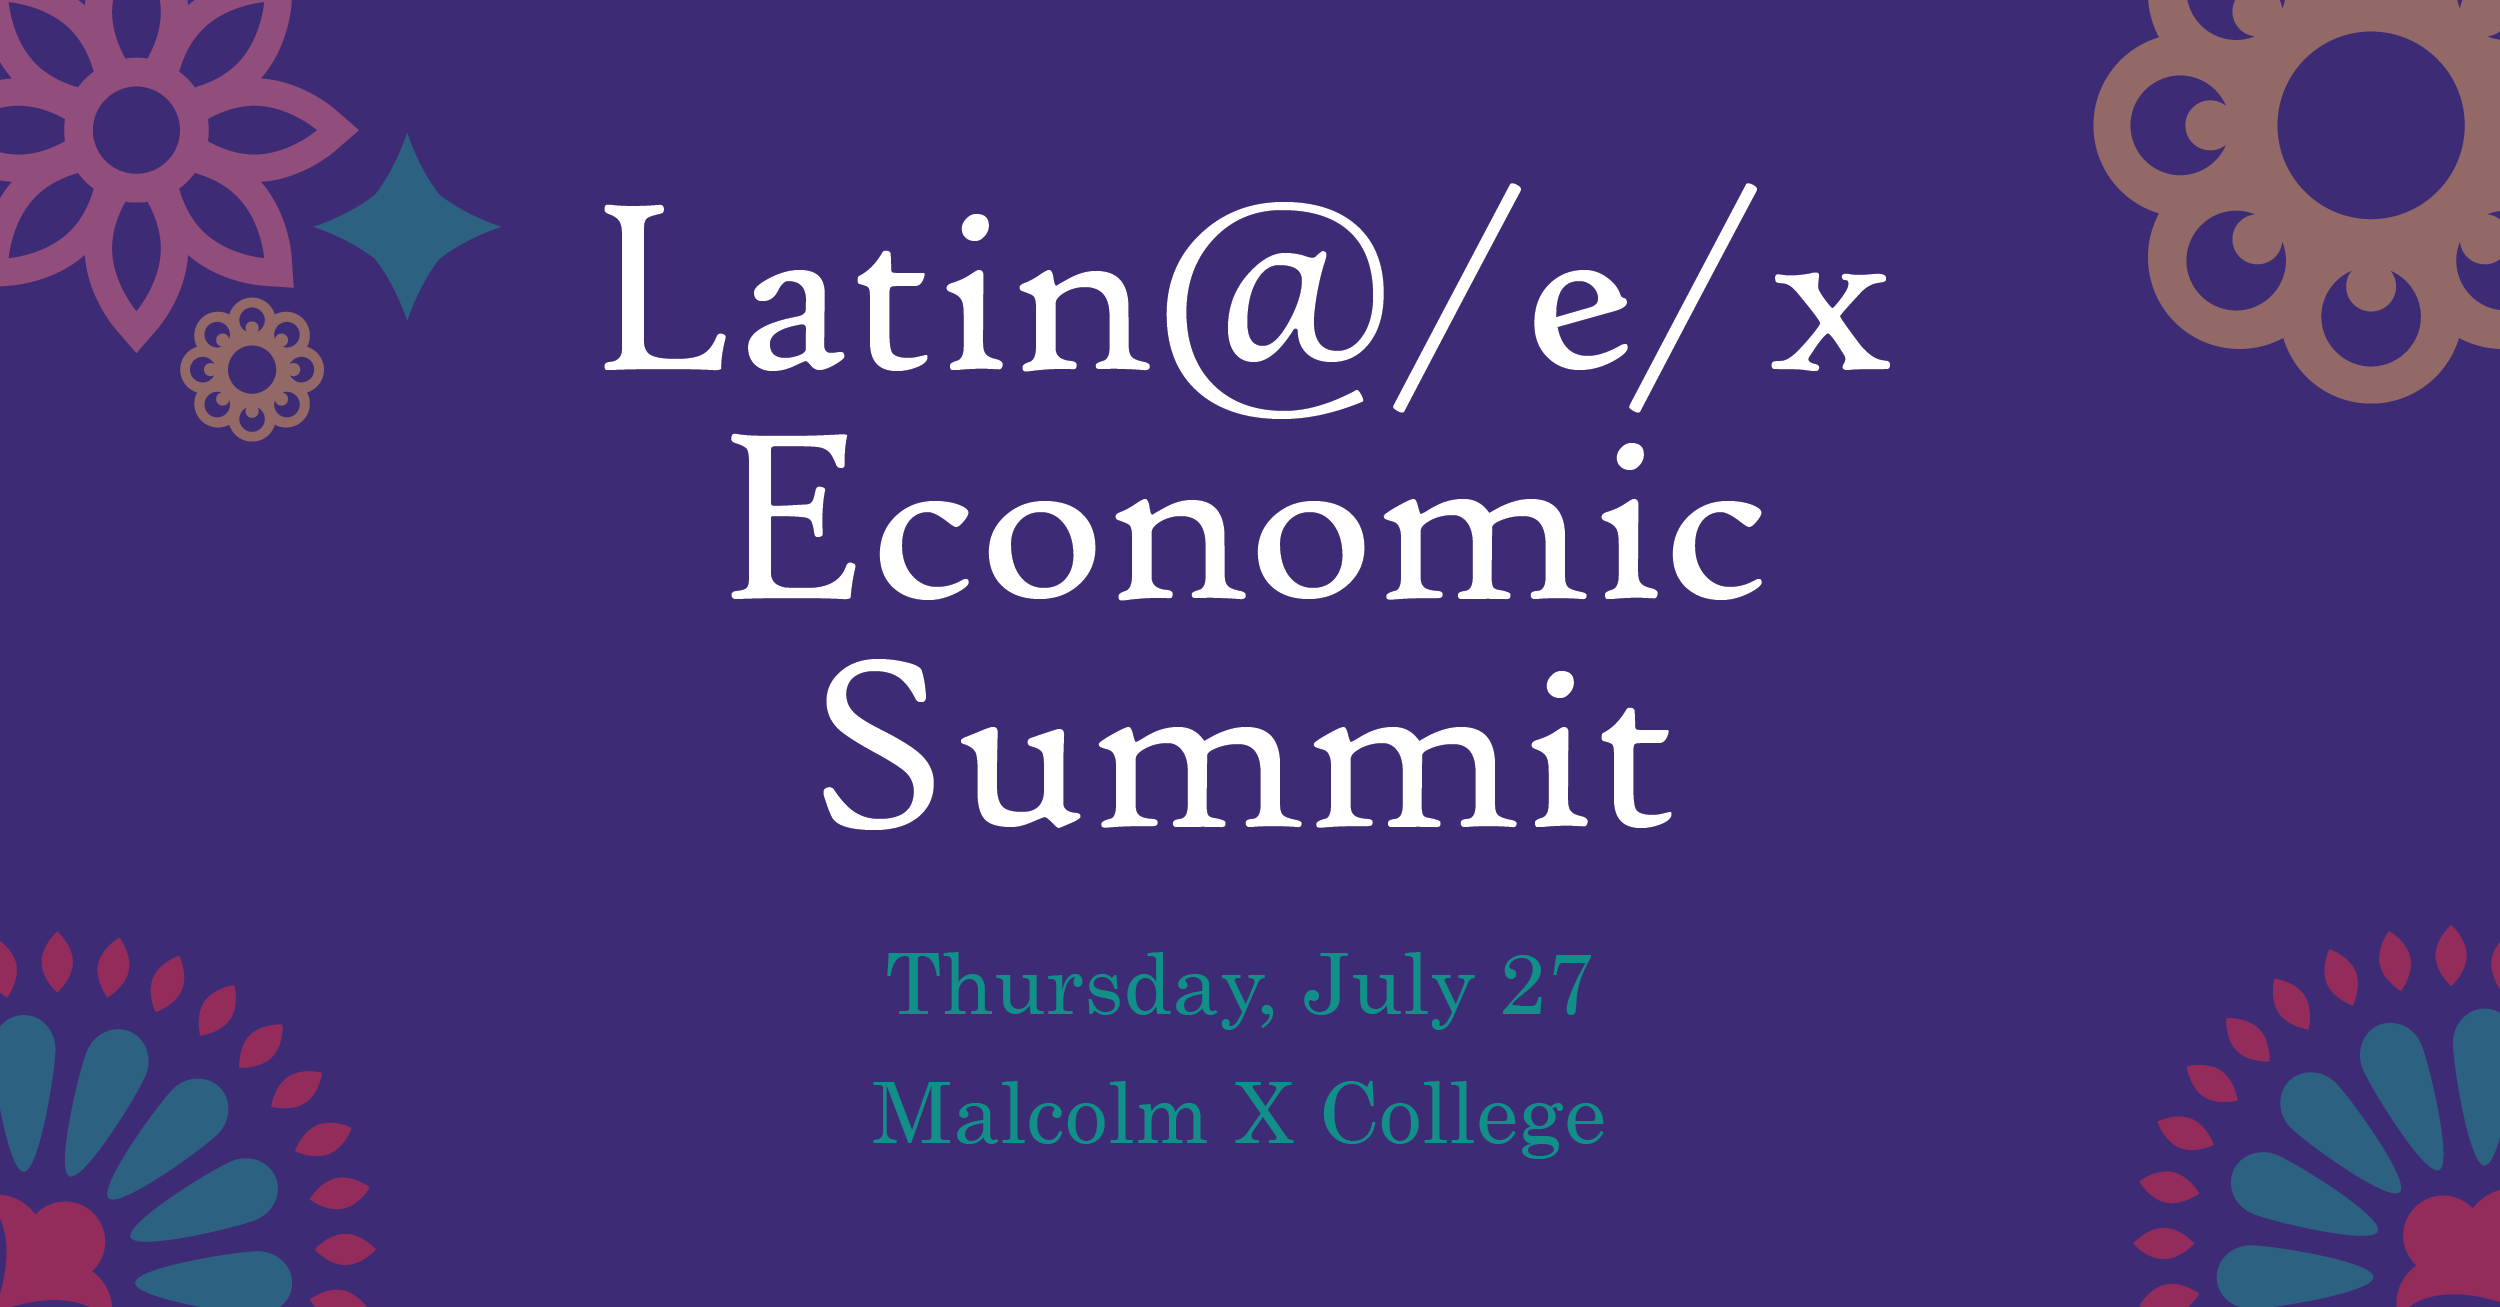 Latin@/e/x
Economic
Summit
Thursday, July 27
Malcolm X College